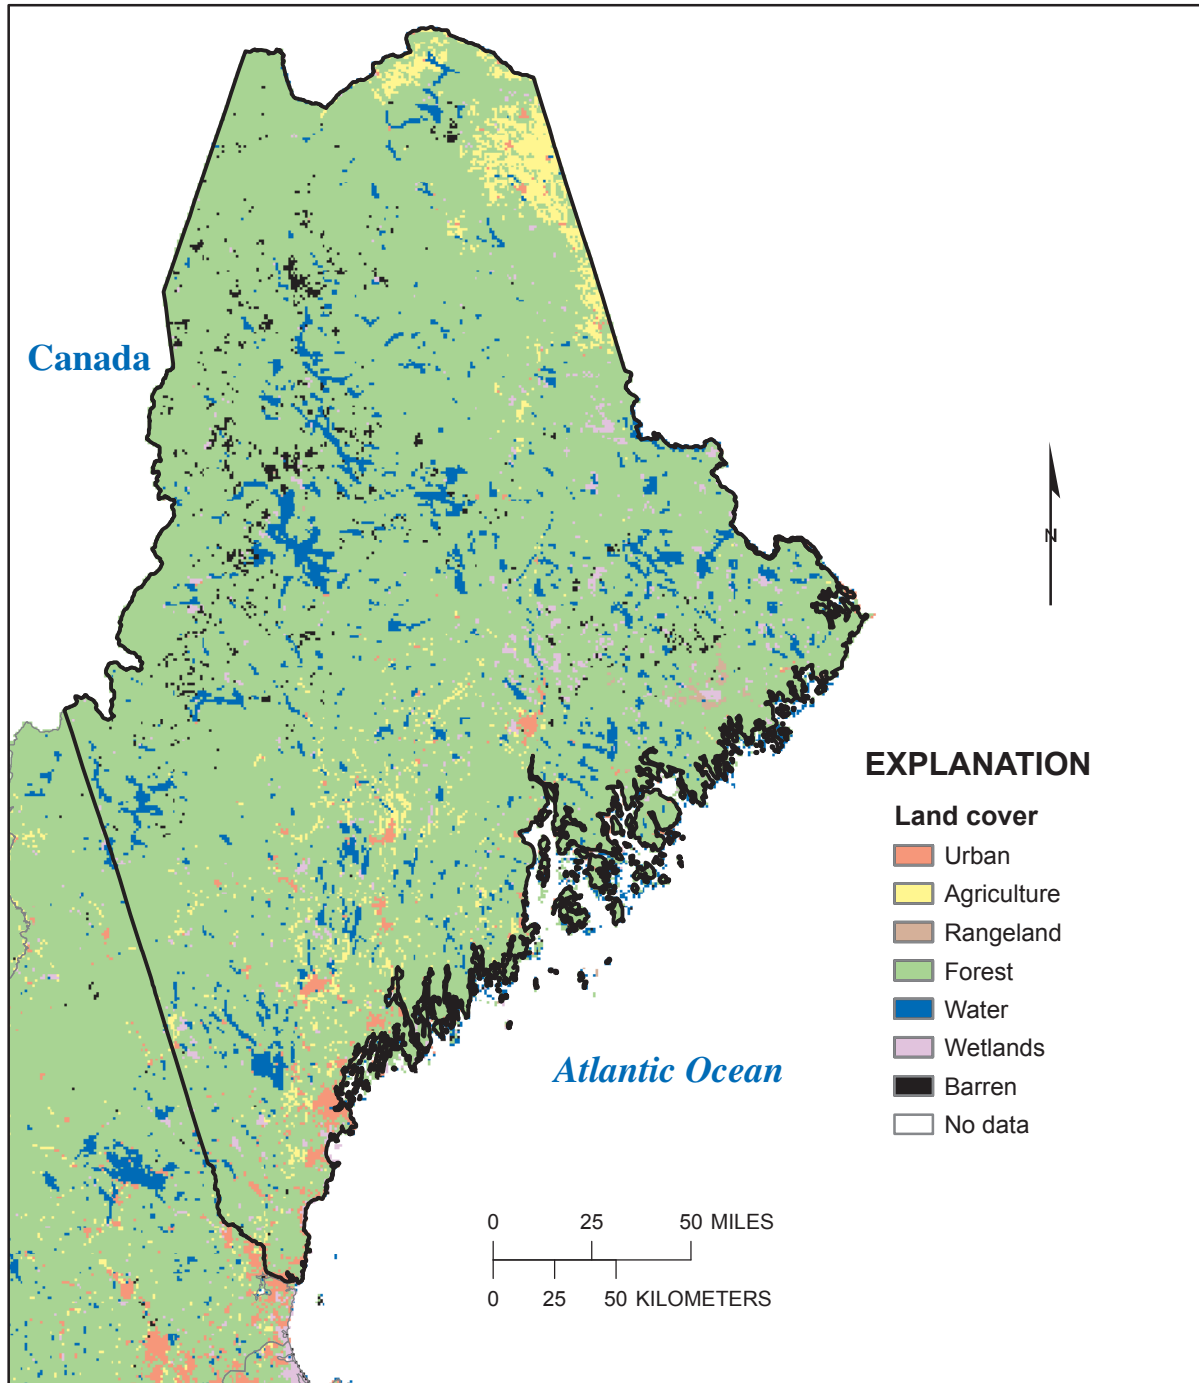 Canada
N
EXPLANATION
Land cover
Urban
Agriculture
Rangeland
Forest
Water
Wetlands
Barren
No data
Atlantic Ocean
0 25 50 MILES
0 25 50 KILOMETERS